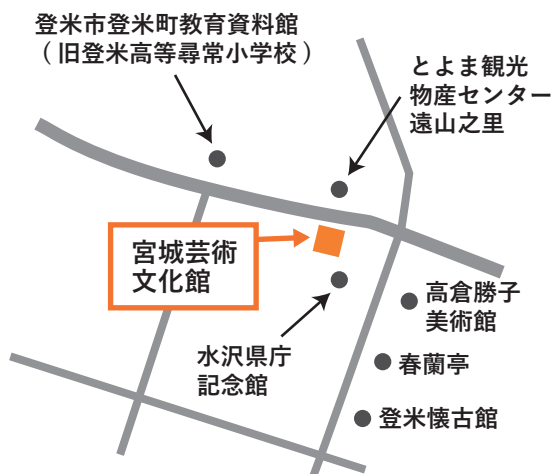 登米市登米町教育資料館
（旧登米高等尋常小学校）
とよま観光
物産センター
遠山之里
宮城芸術
文化館
高倉勝子
美術館
水沢県庁
記念館
春蘭亭
登米懐古館